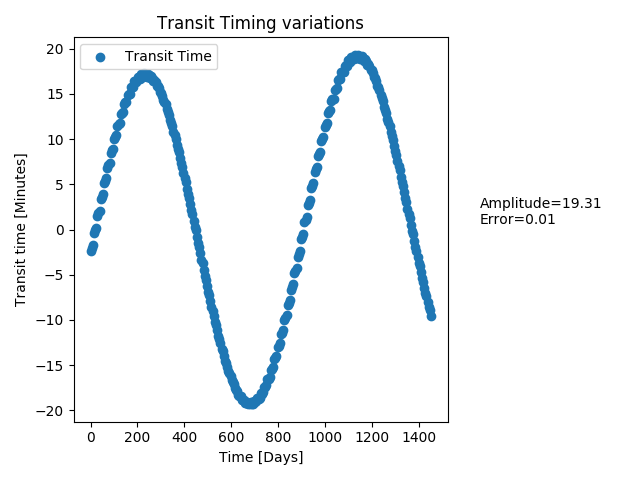 Transit Timing variations
Transit Time
Transit time [Minutes]
20
15
10
5
0
−5
−10
−15
−20
0 200 400 600 800 1000 1200 1400
Time [Days]
Amplitude=19.31
Error=0.01